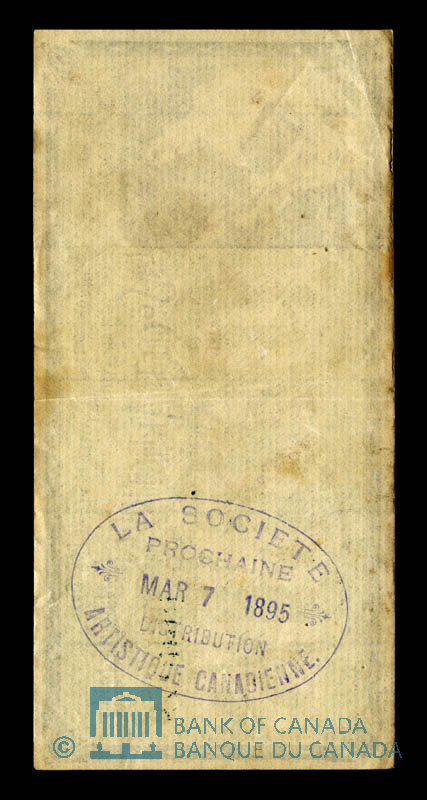 LA SOCIETE
PROCHAINE
MAR 7 1895
DISTRIBUTION
ARTISTIQUE CANADIENNE.
© BANK OF CANADA
BANQUE DU CANADA